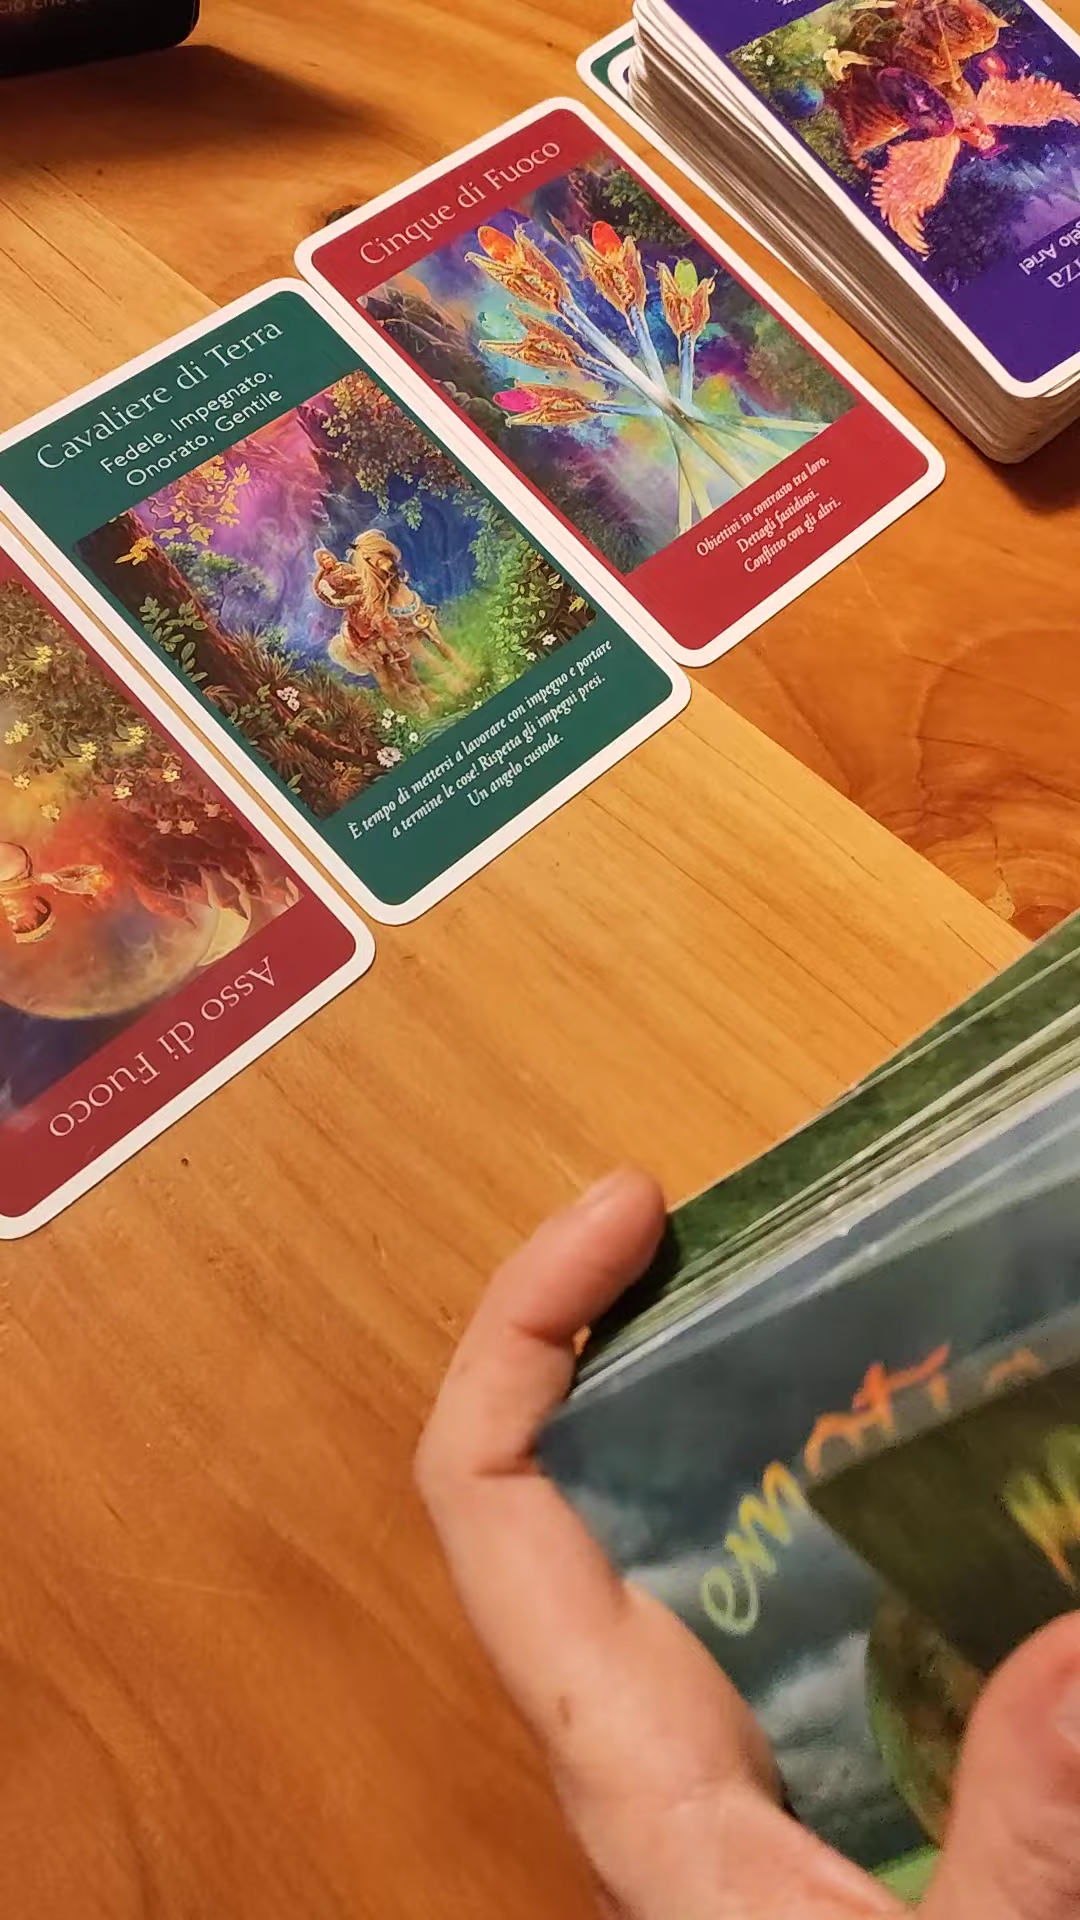 Cinque di Fuoco
Obiettivi in contrasto tra loro.
Dettagli fastidiosi.
Conflitto con gli altri.
Cavaliere di Terra
Fedele, Impegnato,
Onorato, Gentile
È tempo di mettersi a lavorare con impegno e portare
a termine le cose! Rispetta gli impegni presi.
Un angelo custode.
Asso di Fuoco
Ariel